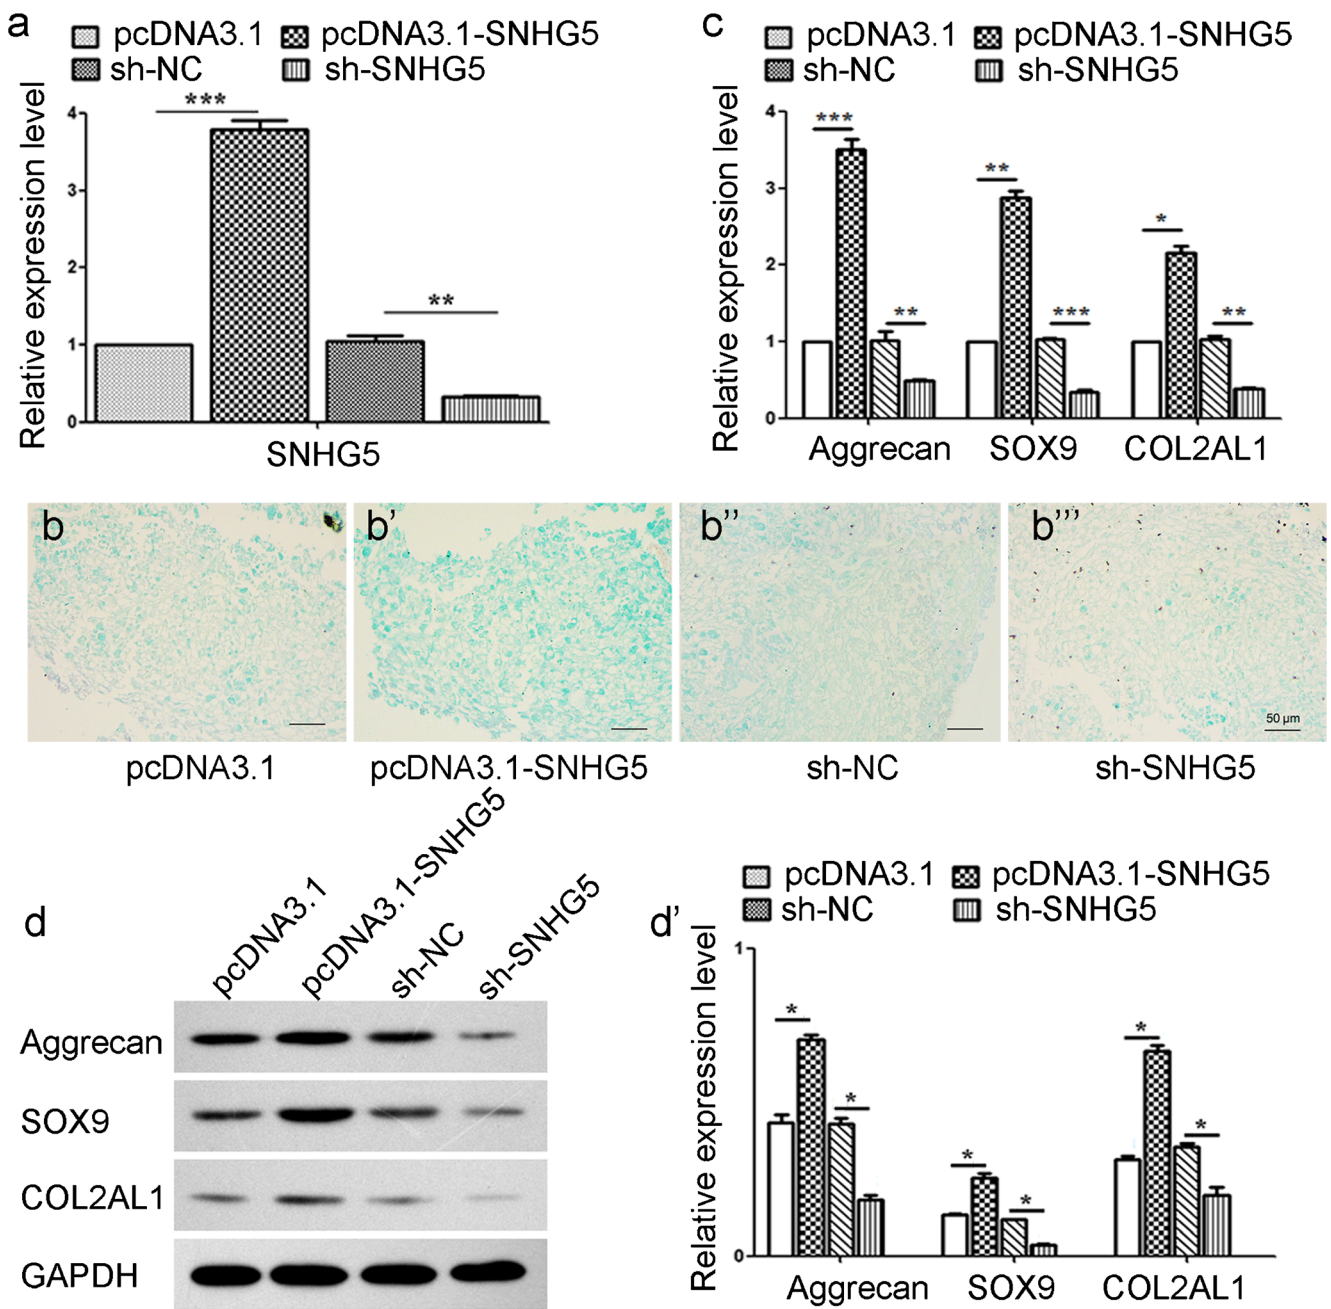 a
pcDNA3.1 pcDNA3.1-SNHG5
sh-NC sh-SNHG5
Relative expression level
4
3
2
1
0
***
**
SNHG5
c
pcDNA3.1 pcDNA3.1-SNHG5
sh-NC sh-SNHG5
Relative expression level
4
3
2
1
0
*** ** *
** *** **
Aggrecan SOX9 COL2AL1
b b' b'' b'''
50 µm
pcDNA3.1 pcDNA3.1-SNHG5 sh-NC sh-SNHG5
d
pcDNA3.1 pcDNA3.1-SNHG5 sh-NC sh-SNHG5
Aggrecan
SOX9
COL2AL1
GAPDH
d'
pcDNA3.1 pcDNA3.1-SNHG5
sh-NC sh-SNHG5
Relative expression level
1
0
* * *
* * *
Aggrecan SOX9 COL2AL1